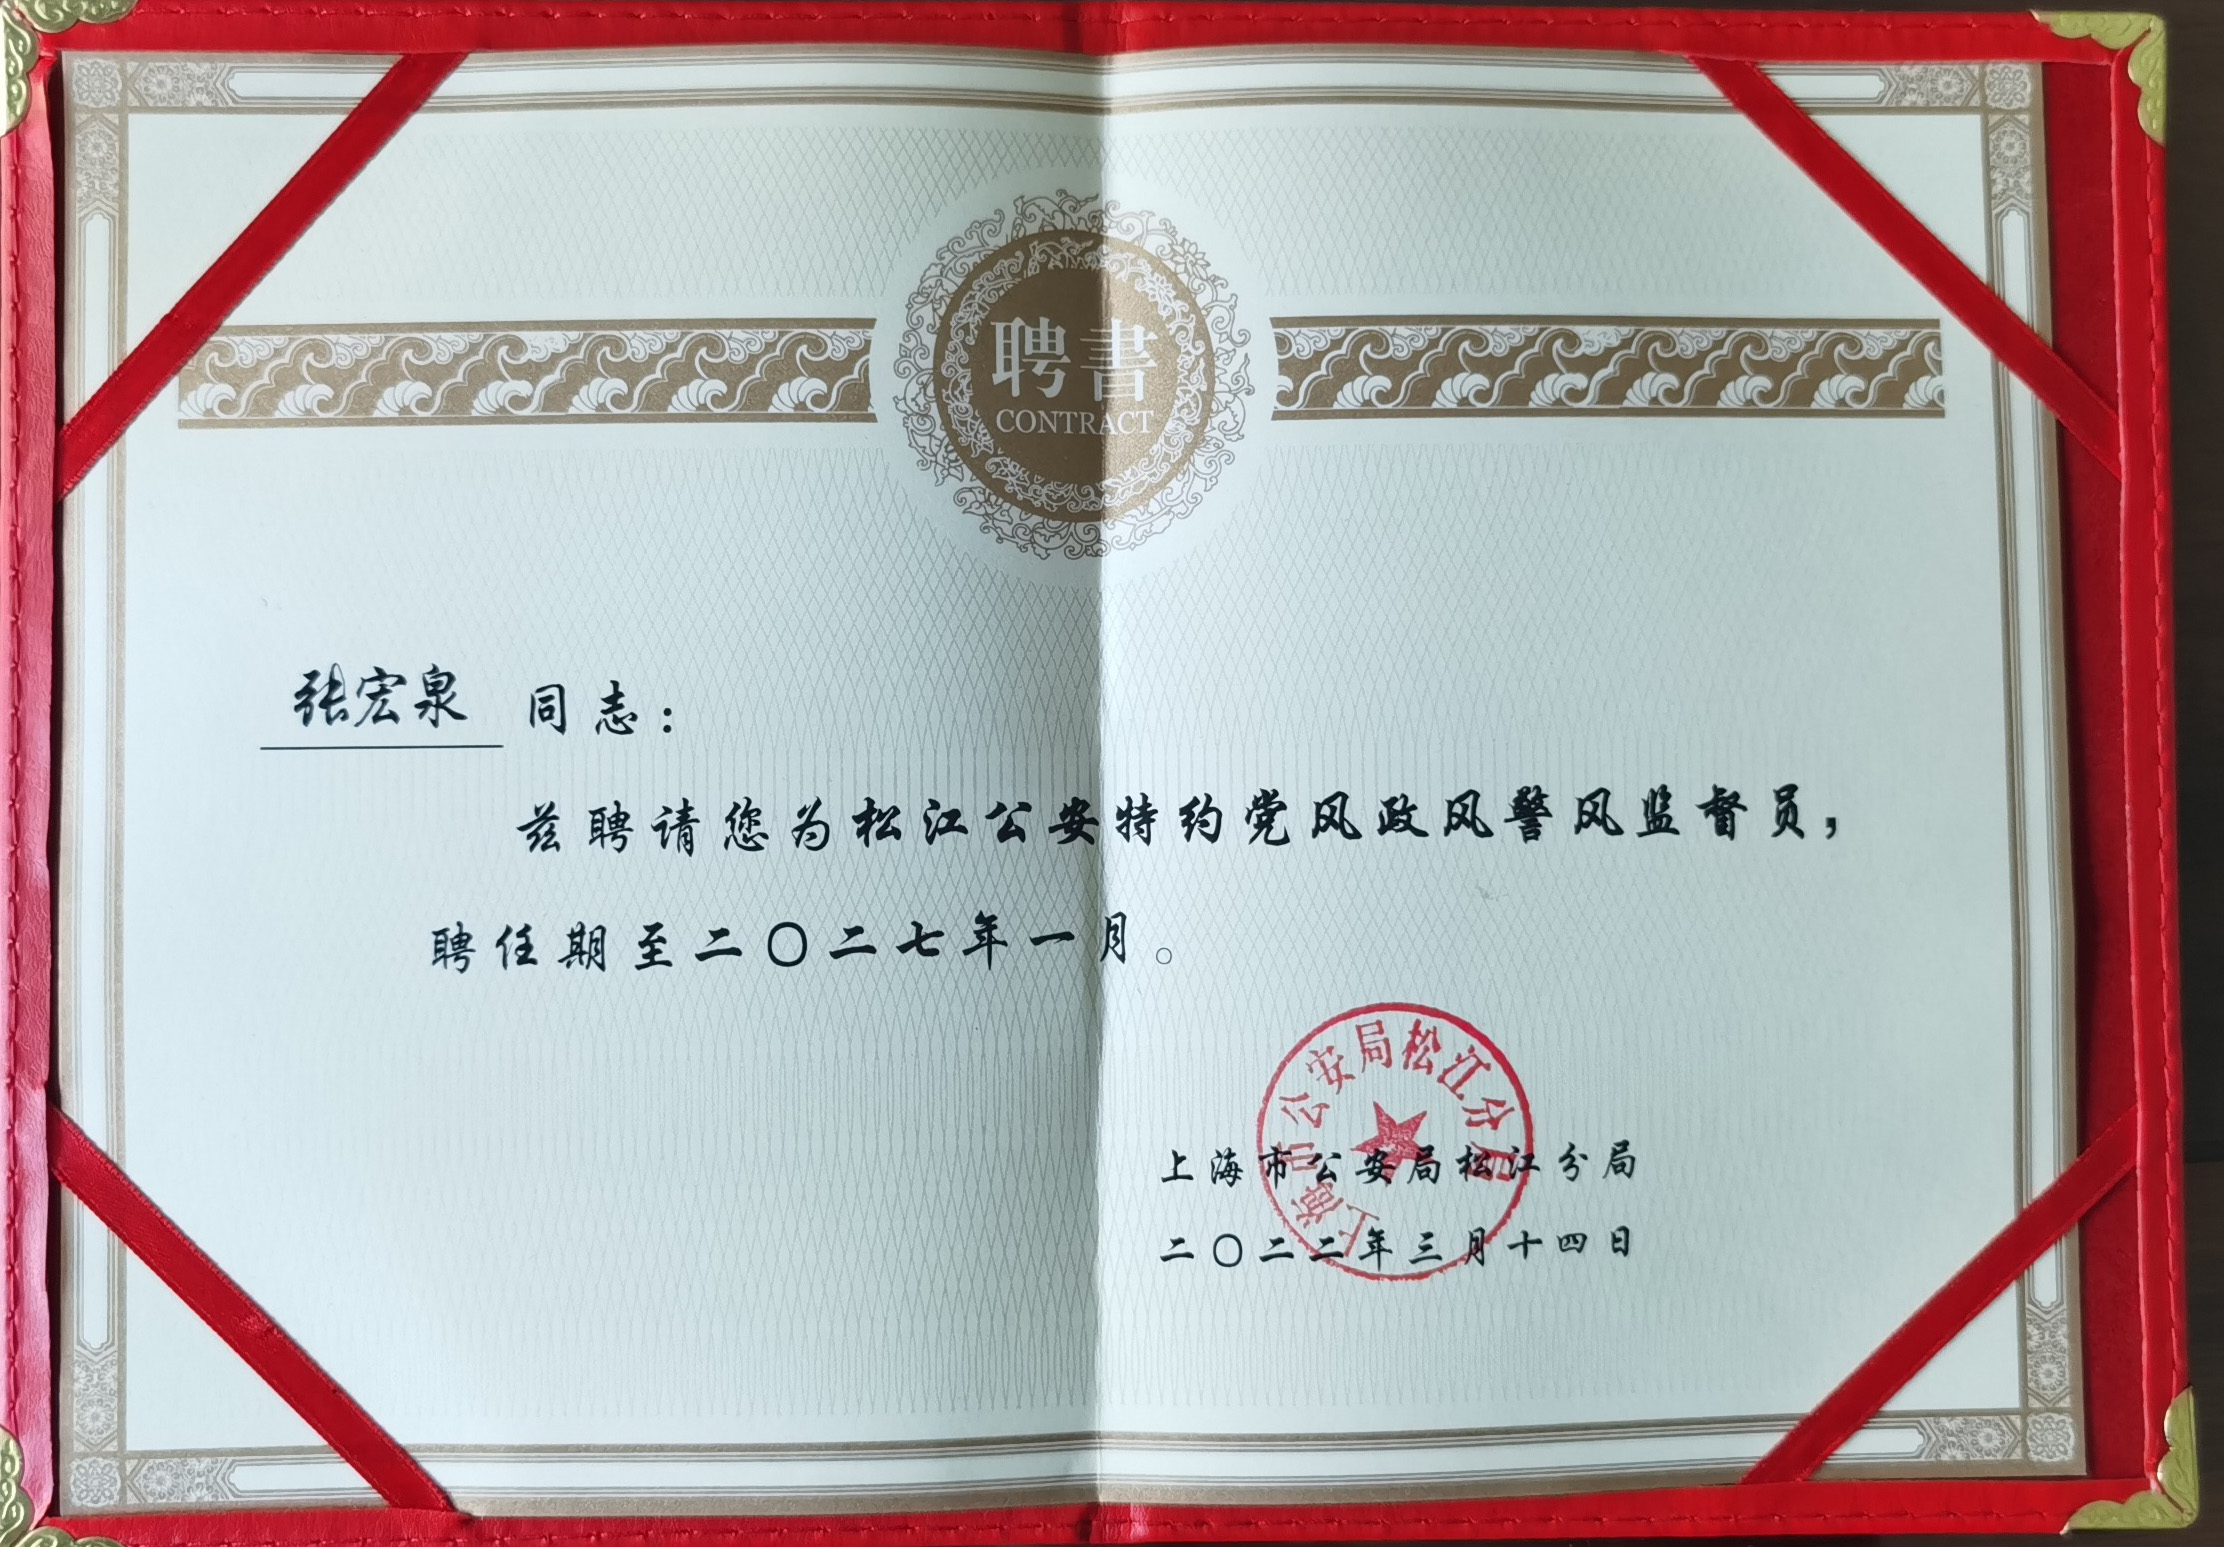 聘書
CONTRACT
张宏泉 同志：
兹聘请您为松江公安特约党风政风警风监督员，
聘任期至二〇二七年一月。
上海市公安局松江分局
上海市公安局松江分局
二〇二二年三月十四日